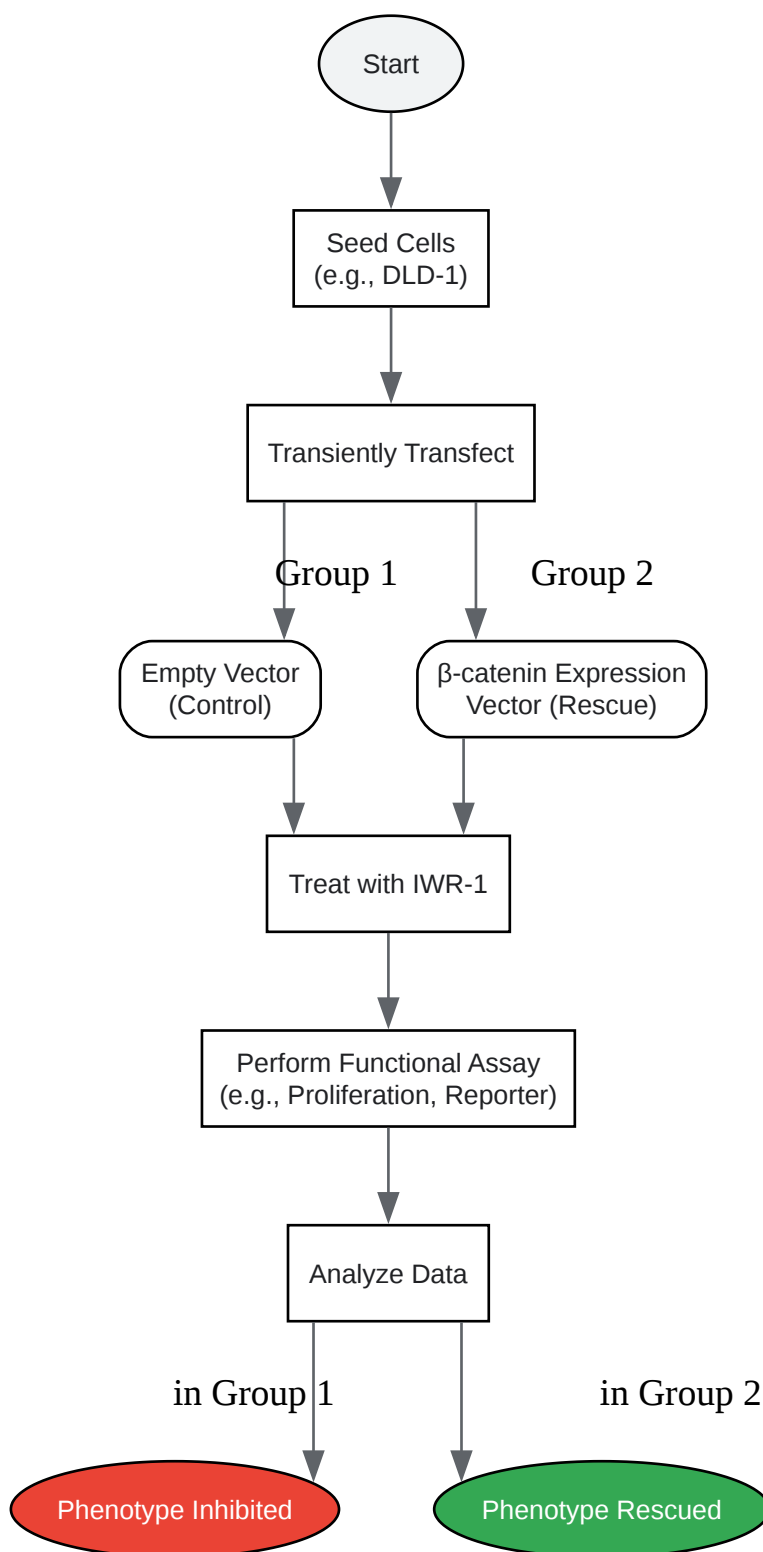 Start
Seed Cells
(e.g., DLD-1)
Transiently Transfect
Group 1
Group 2
Empty Vector
(Control)
β-catenin Expression
Vector (Rescue)
Treat with IWR-1
Perform Functional Assay
(e.g., Proliferation, Reporter)
Analyze Data
in Group 1
in Group 2
Phenotype Inhibited
Phenotype Rescued